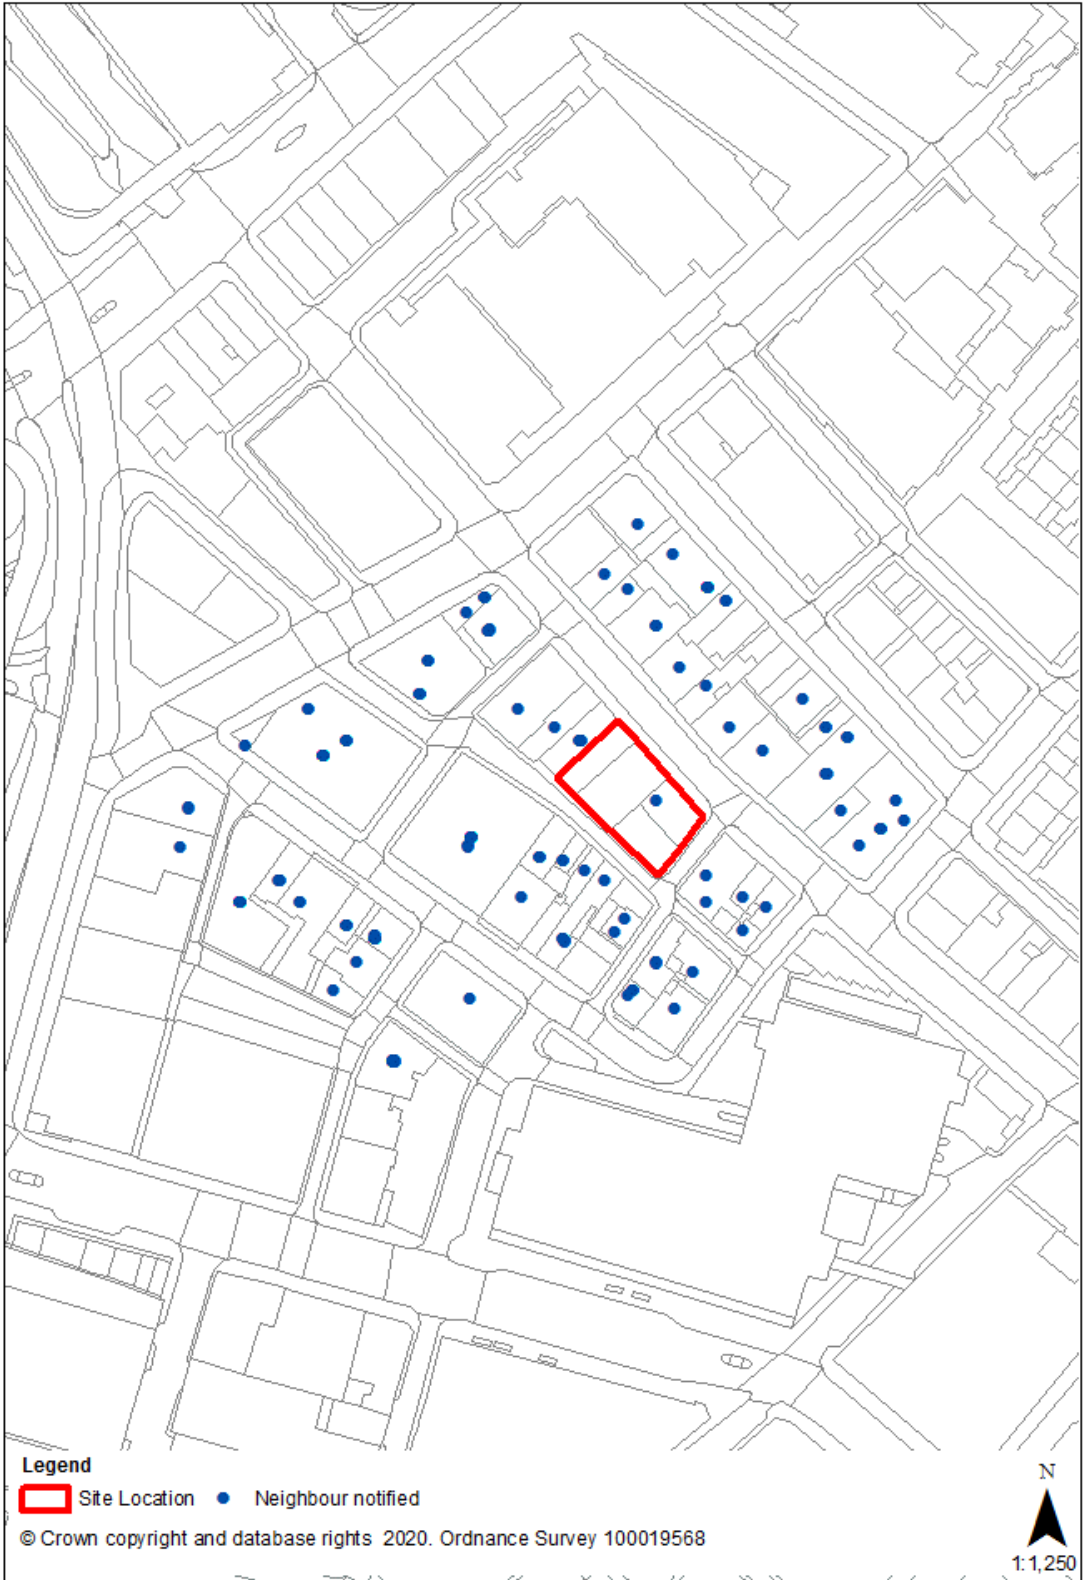 Legend
Site Location Neighbour notified
N
© Crown copyright and database rights 2020. Ordnance Survey 100019568
1:1,250